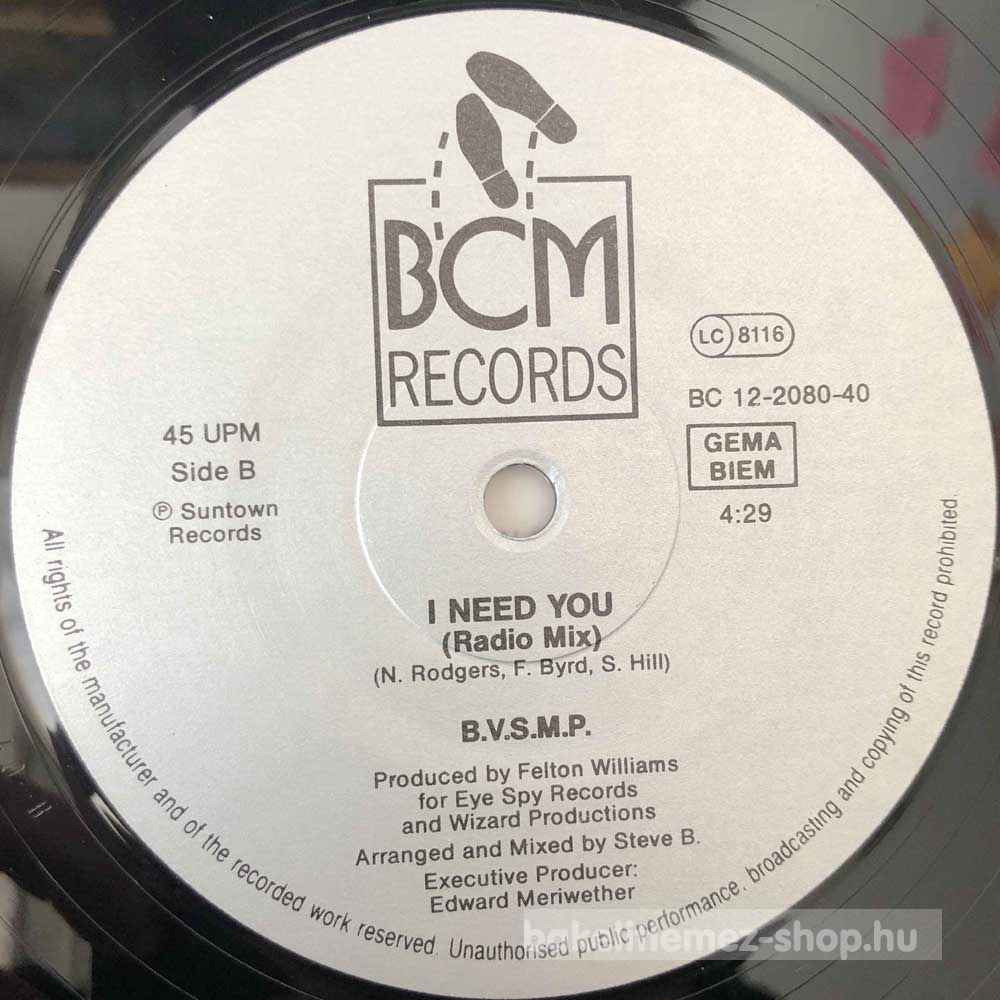 BCM
RECORDS
LC 8116
BC 12-2080-40
GEMA
BIEM
4:29
45 UPM
Side B
℗ Suntown
Records
I NEED YOU
(Radio Mix)
(N. Rodgers, F. Byrd, S. Hill)
B.V.S.M.P.
Produced by Felton Williams
for Eye Spy Records
and Wizard Productions
Arranged and Mixed by Steve B.
Executive Producer:
Edward Meriwether
All rights of the manufacturer and of the recorded work reserved. Unauthorised public performance, broadcasting and copying of this record prohibited.
bakelitlemez-shop.hu